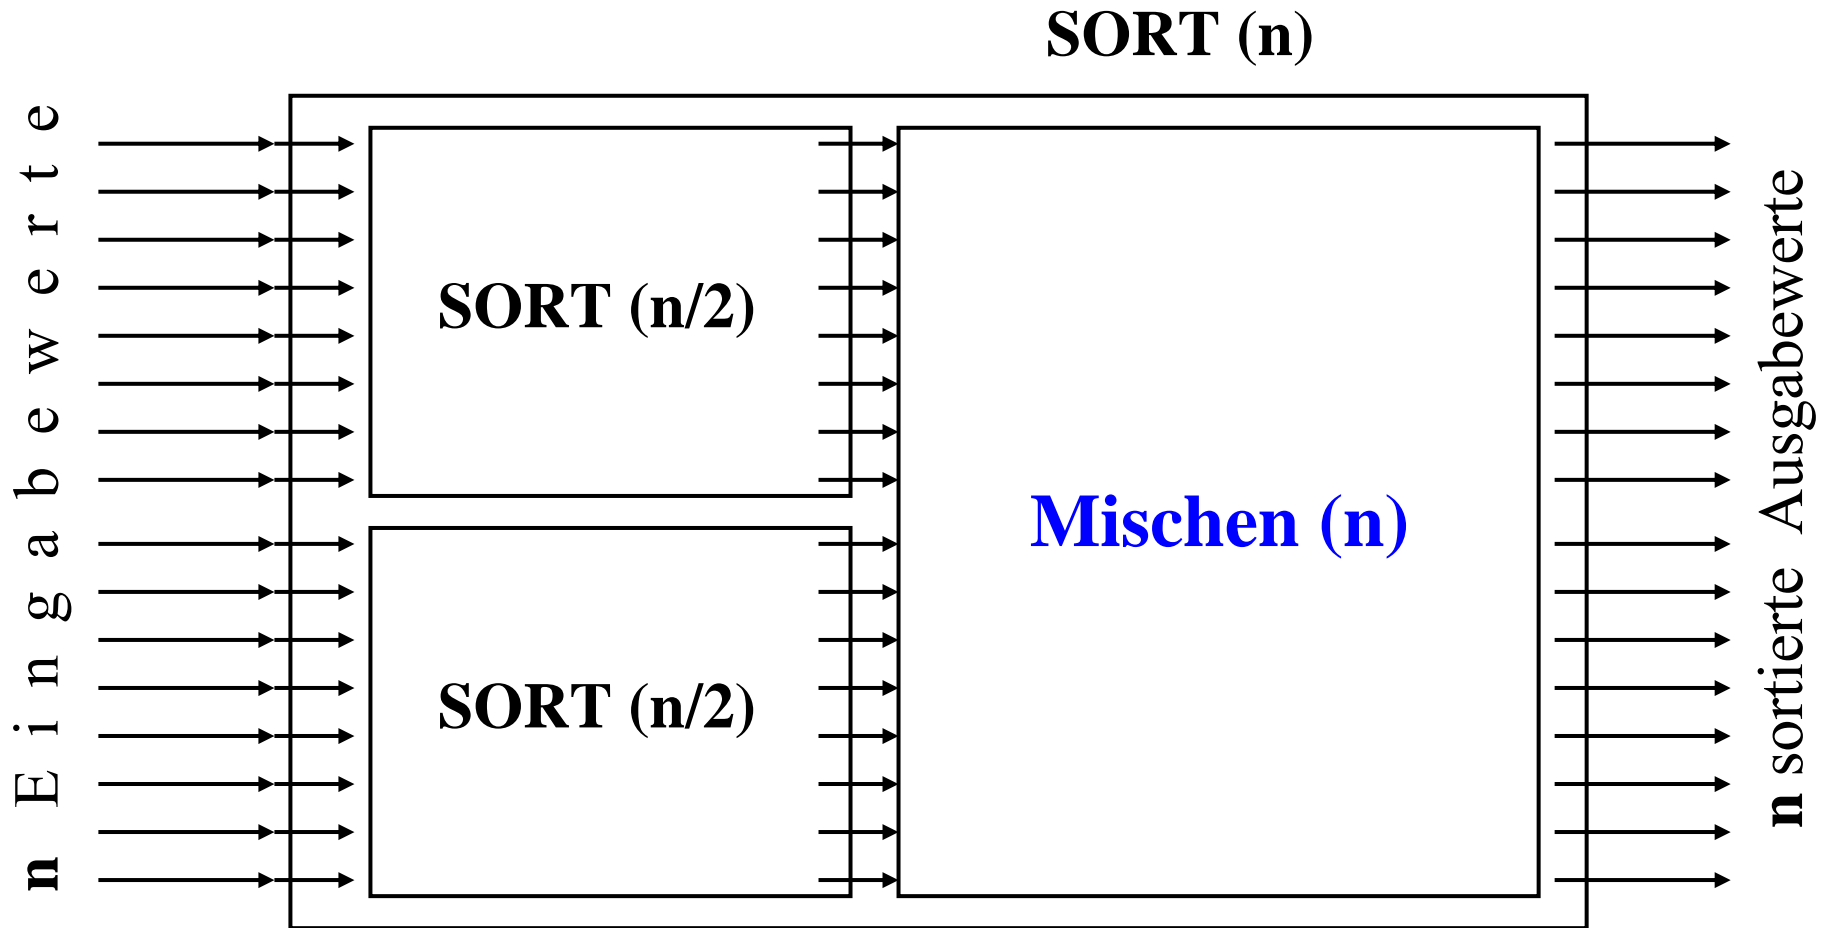 SORT (n)
n Eingabewerte
SORT (n/2)
SORT (n/2)
Mischen (n)
n sortierte Ausgabewerte